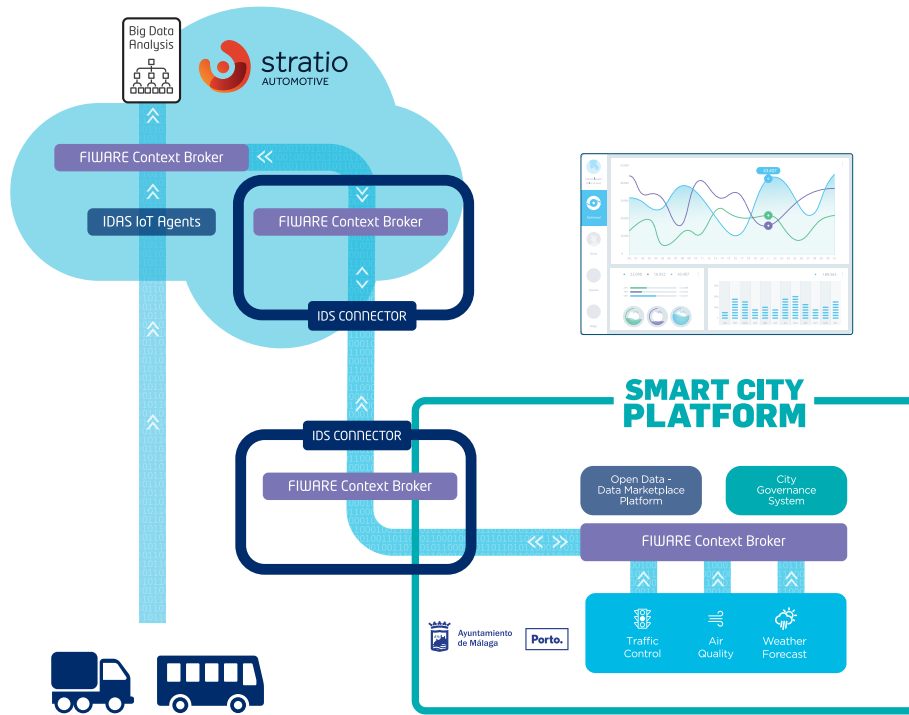 Big Data
Analysis
stratio
AUTOMOTIVE
FIWARE Context Broker
IDAS IoT Agents
FIWARE Context Broker
IDS CONNECTOR
SMART CITY
PLATFORM
IDS CONNECTOR
FIWARE Context Broker
Open Data -
Data Marketplace
Platform
City
Governance
System
FIWARE Context Broker
Traffic
Control
Air
Quality
Weather
Forecast
Ayuntamiento
de Málaga
Porto.